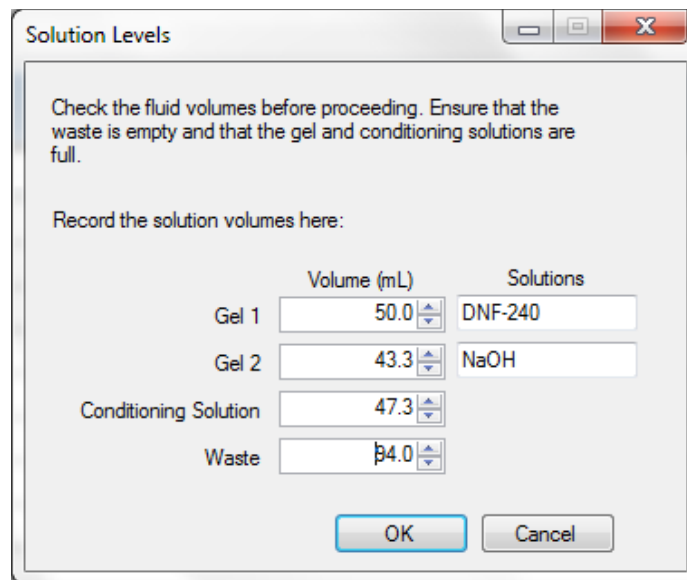 Solution Levels
Check the fluid volumes before proceeding. Ensure that the
waste is empty and that the gel and conditioning solutions are
full.
Record the solution volumes here:
Volume (mL) Solutions
Gel 1 50.0 DNF-240
Gel 2 43.3 NaOH
Conditioning Solution 47.3
Waste 94.0
OK Cancel